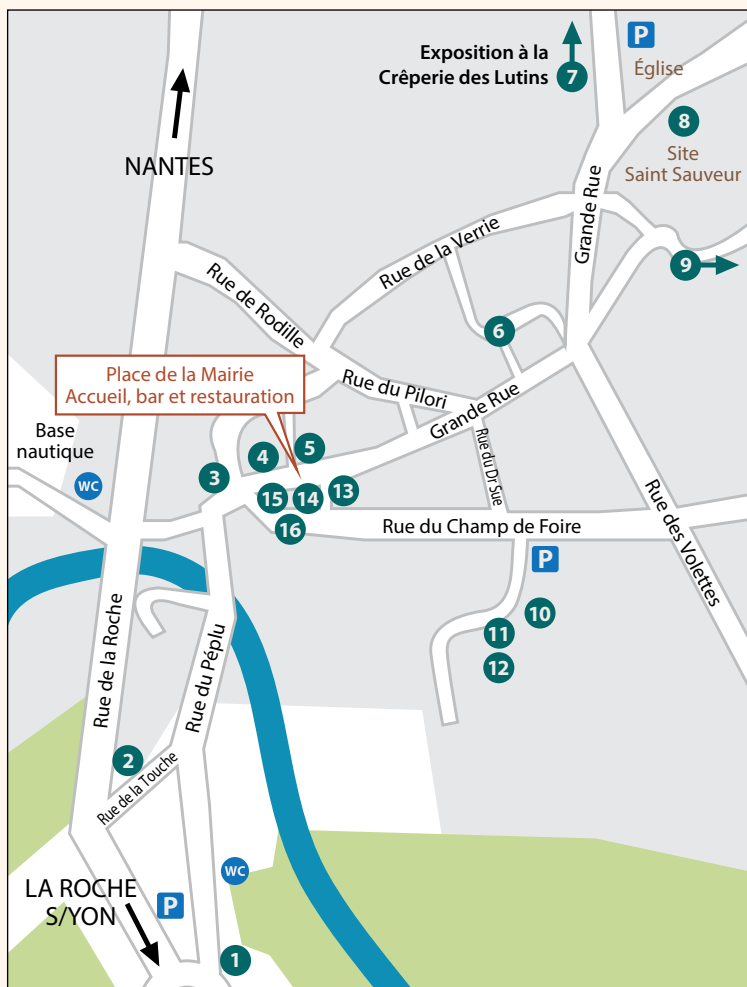 Exposition à la
Crêperie des Lutins
7
P
Église
8
Site
Saint Sauveur
NANTES
Grande Rue
Rue de la Verrie
9
Rue de Rodille
6
Place de la Mairie
Accueil, bar et restauration
Rue du Pilori
Grande Rue
Base
nautique
WC
3
4
5
15
14
13
16
Rue du Dr Sue
Rue du Champ de Foire
Rue des Volettes
P
10
11
12
Rue de la Roche
Rue du Péplu
2
Rue de la Touche
WC
LA ROCHE
S/YON
P
1